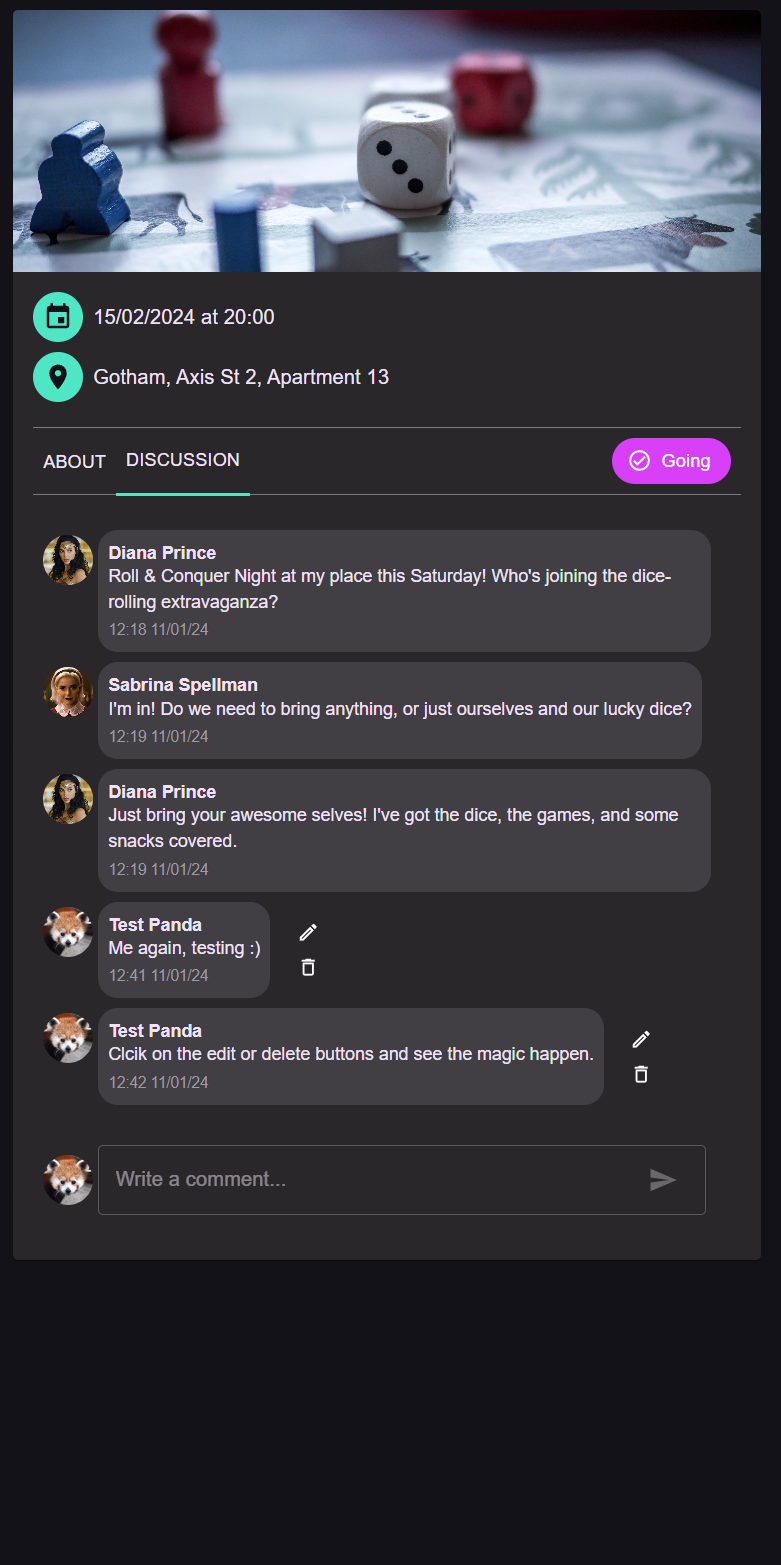 15/02/2024 at 20:00
Gotham, Axis St 2, Apartment 13
ABOUT DISCUSSION Going
Diana Prince
Roll & Conquer Night at my place this Saturday! Who's joining the dice-
rolling extravaganza?
12:18 11/01/24
Sabrina Spellman
I'm in! Do we need to bring anything, or just ourselves and our lucky dice?
12:19 11/01/24
Diana Prince
Just bring your awesome selves! I've got the dice, the games, and some
snacks covered.
12:19 11/01/24
Test Panda
Me again, testing :)
12:41 11/01/24
Test Panda
Clcik on the edit or delete buttons and see the magic happen.
12:42 11/01/24
Write a comment...